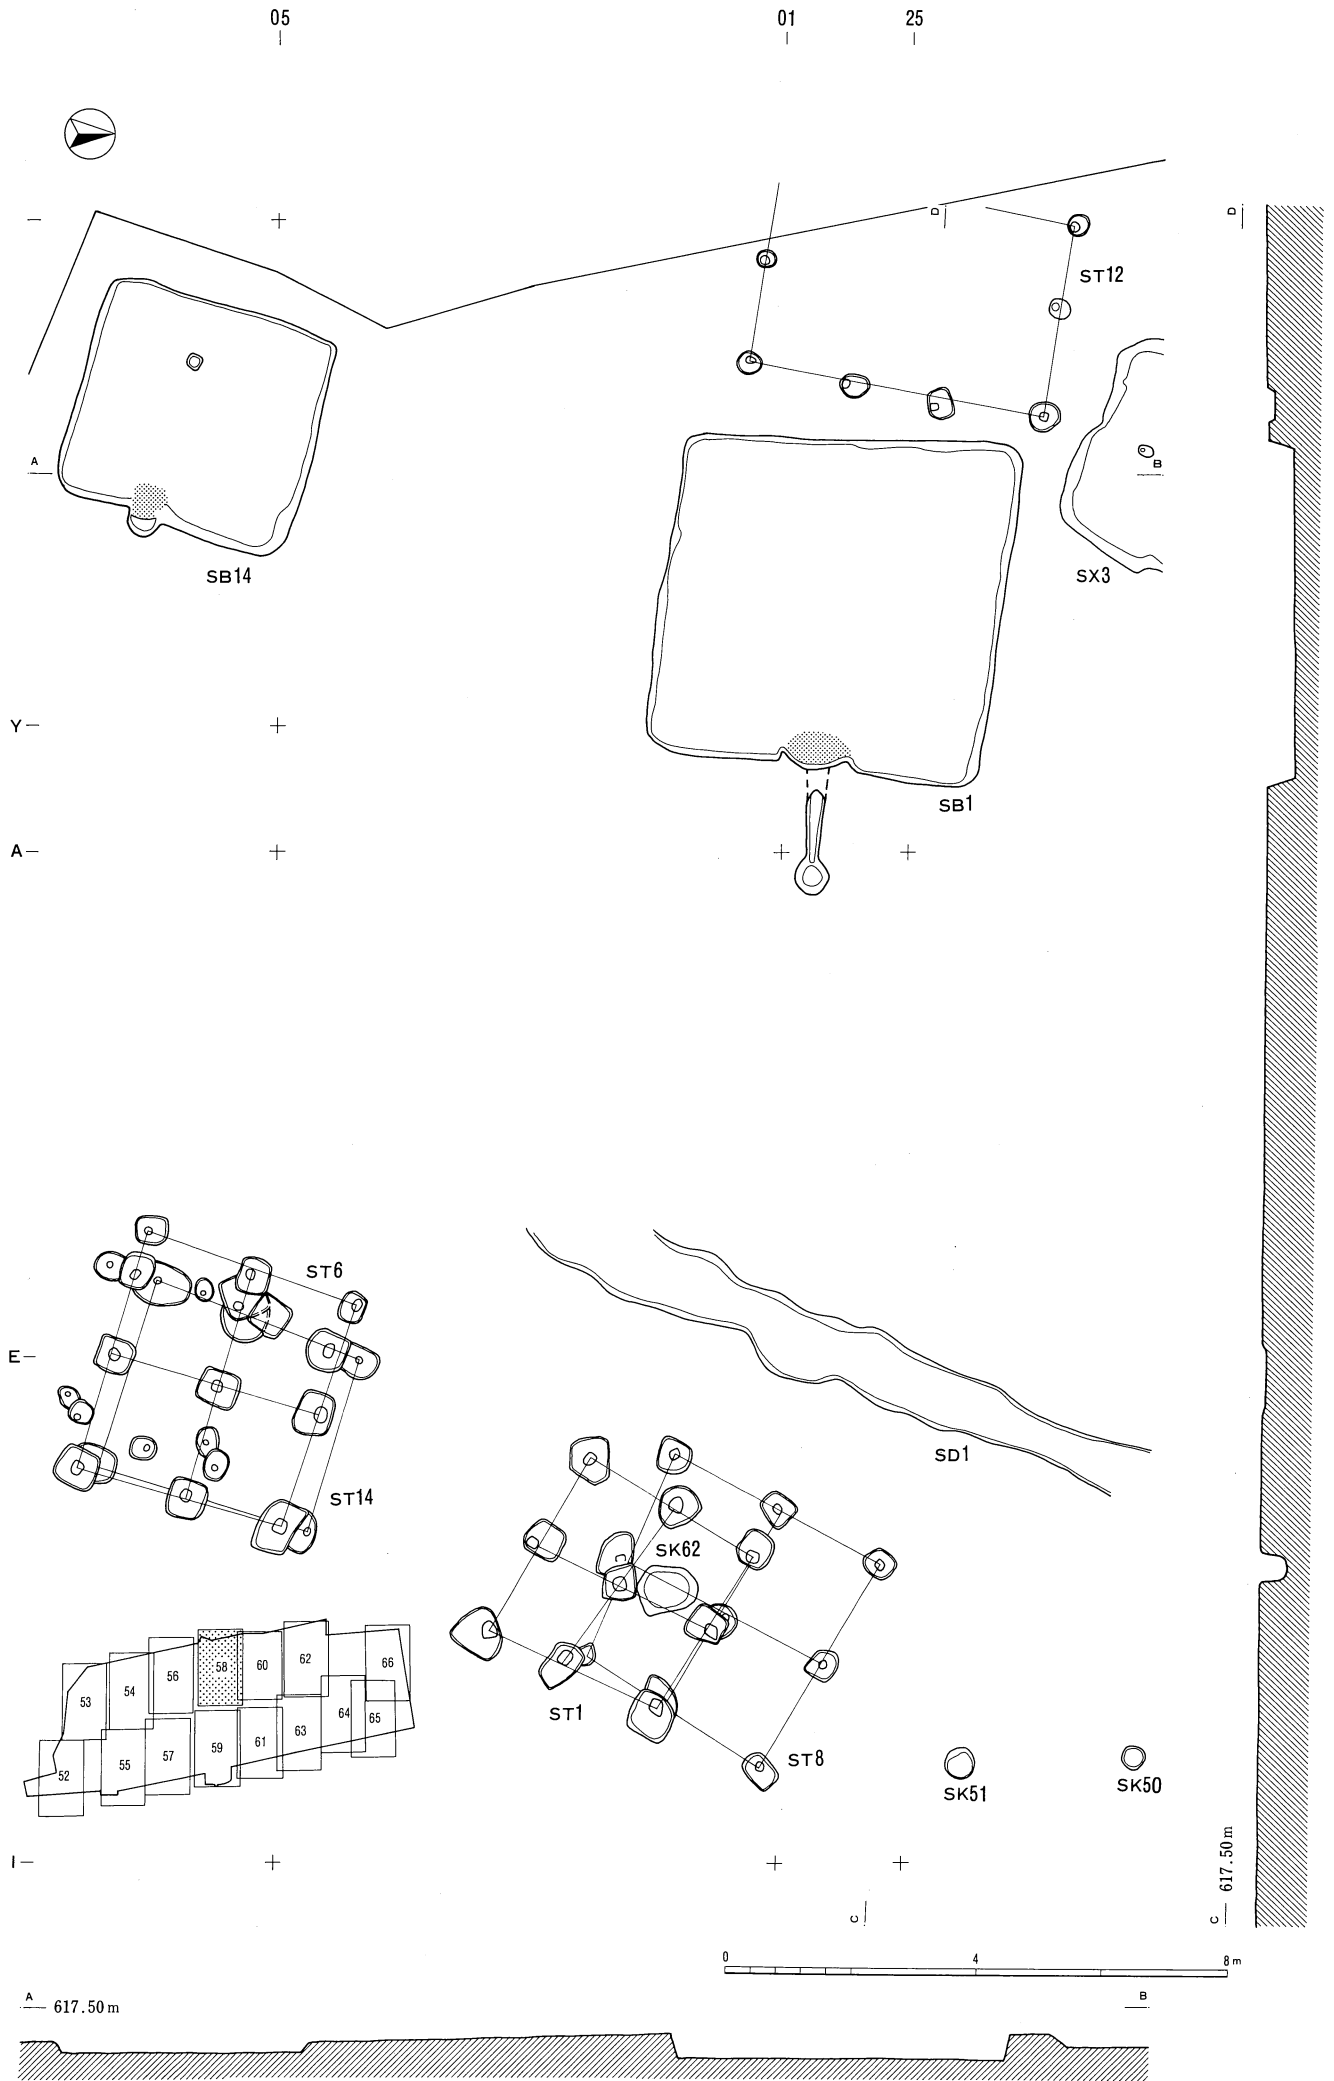 05 01 25
D D
ST12
A
B
SB14
SX3
Y
SB1
A
ST6
E
SD1
ST14
SK62
ST1
ST8
SK51
SK50
58 60 62 66
56
54
53
64
65
63
61
59
57
55
52
I
617.50m
C C
0 4 8m
A 617.50m B